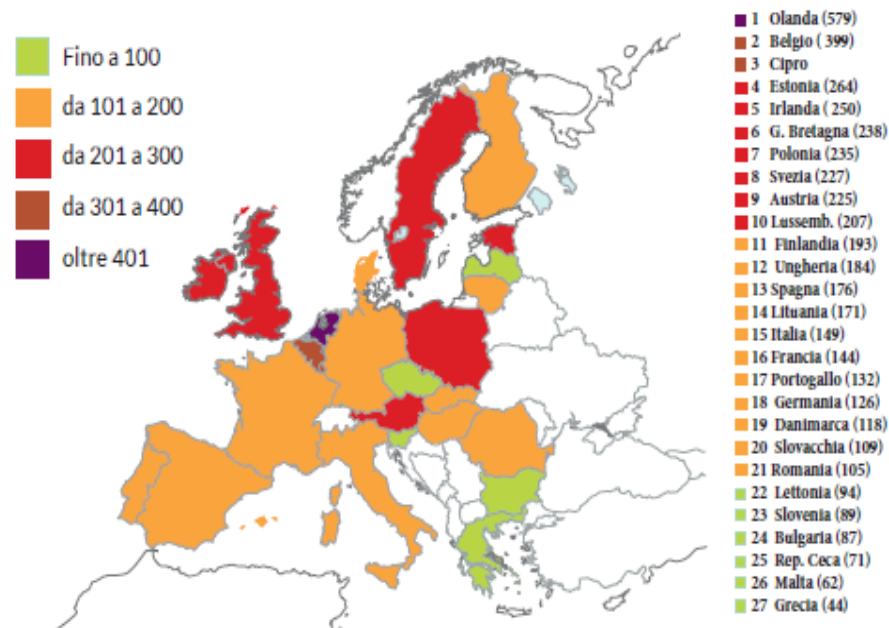 Fino a 100
da 101 a 200
da 201 a 300
da 301 a 400
oltre 401
1 Olanda (579)
2 Belgio ( 399)
3 Cipro
4 Estonia (264)
5 Irlanda (250)
6 G. Bretagna (238)
7 Polonia (235)
8 Svezia (227)
9 Austria (225)
10 Lussemb. (207)
11 Finlandia (193)
12 Ungheria (184)
13 Spagna (176)
14 Lituania (171)
15 Italia (149)
16 Francia (144)
17 Portogallo (132)
18 Germania (126)
19 Danimarca (118)
20 Slovacchia (109)
21 Romania (105)
22 Lettonia (94)
23 Slovenia (89)
24 Bulgaria (87)
25 Rep. Ceca (71)
26 Malta (62)
27 Grecia (44)